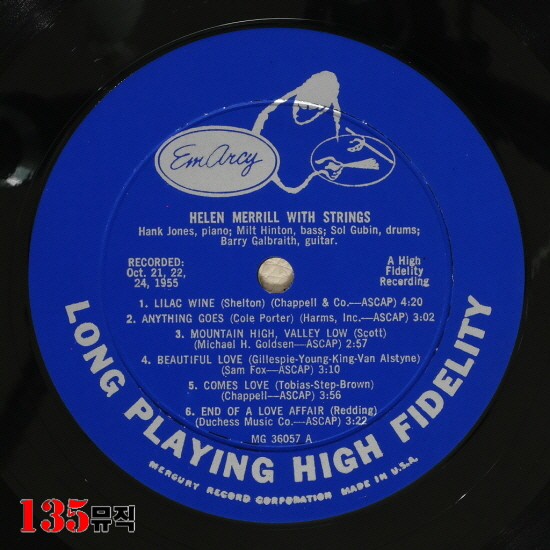 EmArcy
HELEN MERRILL WITH STRINGS
Hank Jones, piano; Milt Hinton, bass; Sol Gubin, drums;
Barry Galbraith, guitar.
RECORDED:
Oct. 21, 22,
24, 1955
A High
Fidelity
Recording
1. LILAC WINE (Shelton) (Chappell & Co.—ASCAP) 4:20
2. ANYTHING GOES (Cole Porter) (Harms, Inc.—ASCAP) 3:02
3. MOUNTAIN HIGH, VALLEY LOW (Scott)
(Michael H. Goldsen—ASCAP) 2:57
4. BEAUTIFUL LOVE (Gillespie-Young-King-Van Alstyne)
(Sam Fox—ASCAP) 3:10
5. COMES LOVE (Tobias-Step-Brown)
(Chappell—ASCAP) 3:56
6. END OF A LOVE AFFAIR (Redding)
(Duchess Music Co.—ASCAP) 3:22
MG 36057 A
LONG PLAYING HIGH FIDELITY
MERCURY RECORD CORPORATION MADE IN U.S.A.
135뮤직